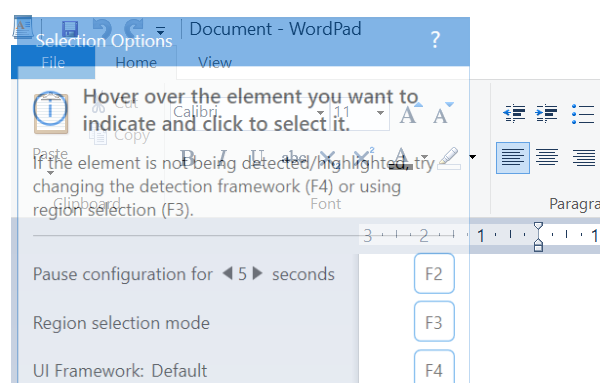 Document - WordPad
Selection Options ?
File Home View
Hover over the element you want to
indicate and click to select it.
Cut
Copy
Paste
Calibri 11 A A
B I U abc X X² A
If the element is not being detected/highlighted, try
changing the detection framework (F4) or using
region selection (F3).
Clipboard Font Paragra
3 2 1 1
Pause configuration for 5 seconds F2
Region selection mode F3
UI Framework: Default F4